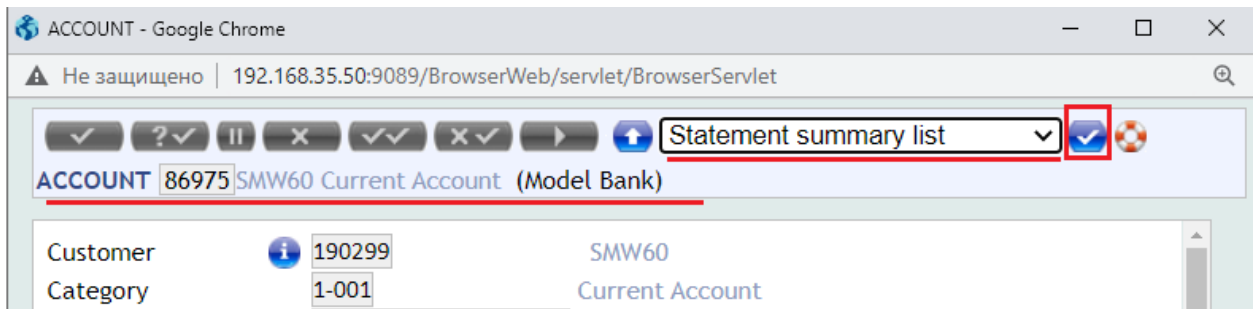 ACCOUNT - Google Chrome
Не защищено 192.168.35.50:9089/BrowserWeb/servlet/BrowserServlet
Statement summary list
ACCOUNT 86975 SMW60 Current Account (Model Bank)
Customer 190299 SMW60
Category 1-001 Current Account